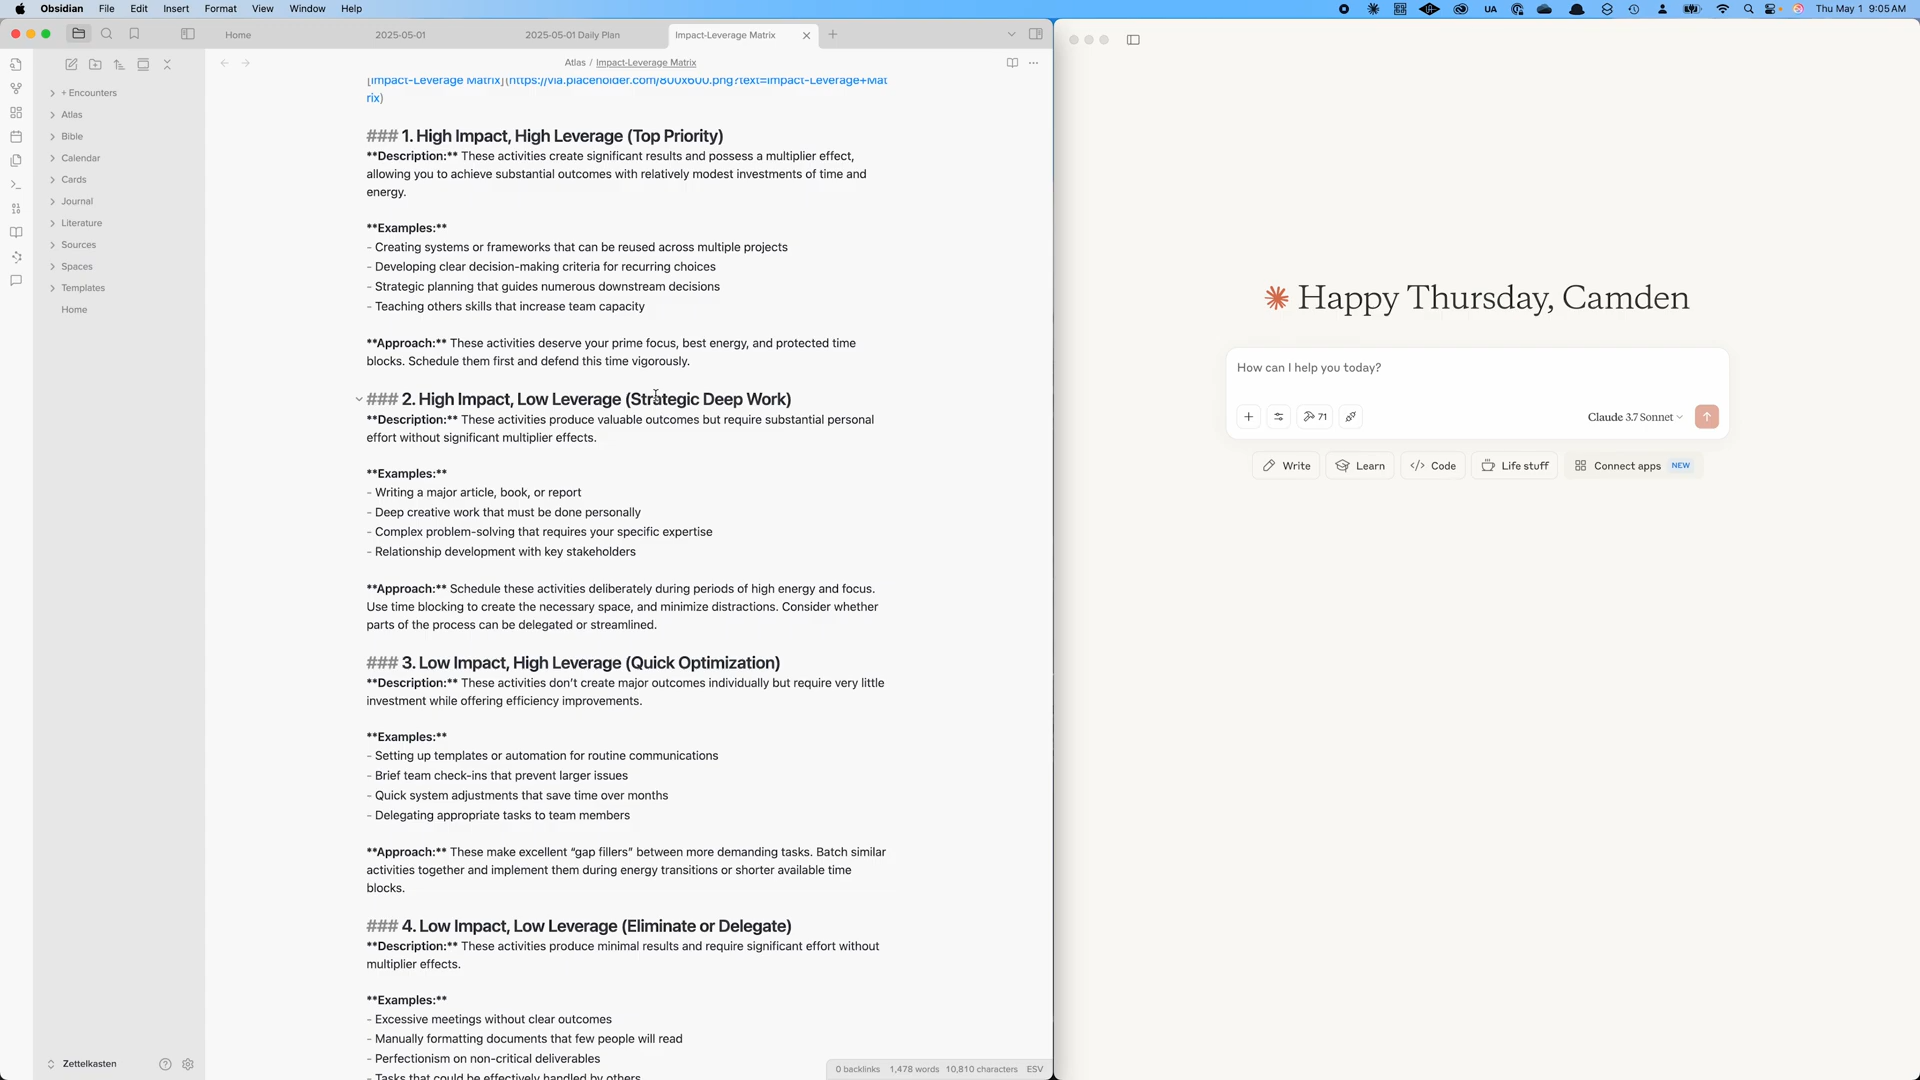 Obsidian File Edit Insert Format View Window Help
UA
Thu May 1 9:05 AM
Home
2025-05-01
2025-05-01 Daily Plan
Impact-Leverage Matrix
Atlas / Impact-Leverage Matrix
+ Encounters
Atlas
Bible
Calendar
Cards
Journal
Literature
Sources
Spaces
Templates
Home
Zettelkasten
[Impact-Leverage Matrix](https://via.placeholder.com/800x600.png?text=Impact-Leverage+Mat
rix)
### 1. High Impact, High Leverage (Top Priority)
**Description:** These activities create significant results and possess a multiplier effect,
allowing you to achieve substantial outcomes with relatively modest investments of time and
energy.
**Examples:**
- Creating systems or frameworks that can be reused across multiple projects
- Developing clear decision-making criteria for recurring choices
- Strategic planning that guides numerous downstream decisions
- Teaching others skills that increase team capacity
**Approach:** These activities deserve your prime focus, best energy, and protected time
blocks. Schedule them first and defend this time vigorously.
### 2. High Impact, Low Leverage (Strategic Deep Work)
**Description:** These activities produce valuable outcomes but require substantial personal
effort without significant multiplier effects.
**Examples:**
- Writing a major article, book, or report
- Deep creative work that must be done personally
- Complex problem-solving that requires your specific expertise
- Relationship development with key stakeholders
**Approach:** Schedule these activities deliberately during periods of high energy and focus.
Use time blocking to create the necessary space, and minimize distractions. Consider whether
parts of the process can be delegated or streamlined.
### 3. Low Impact, High Leverage (Quick Optimization)
**Description:** These activities don't create major outcomes individually but require very little
investment while offering efficiency improvements.
**Examples:**
- Setting up templates or automation for routine communications
- Brief team check-ins that prevent larger issues
- Quick system adjustments that save time over months
- Delegating appropriate tasks to team members
**Approach:** These make excellent “gap fillers” between more demanding tasks. Batch similar
activities together and implement them during energy transitions or shorter available time
blocks.
### 4. Low Impact, Low Leverage (Eliminate or Delegate)
**Description:** These activities produce minimal results and require significant effort without
multiplier effects.
**Examples:**
- Excessive meetings without clear outcomes
- Manually formatting documents that few people will read
- Perfectionism on non-critical deliverables
- Tasks that could be effectively handled by others
0 backlinks 1,478 words 10,810 characters ESV
Happy Thursday, Camden
How can I help you today?
71
Claude 3.7 Sonnet
Write
Learn
Code
Life stuff
Connect apps NEW